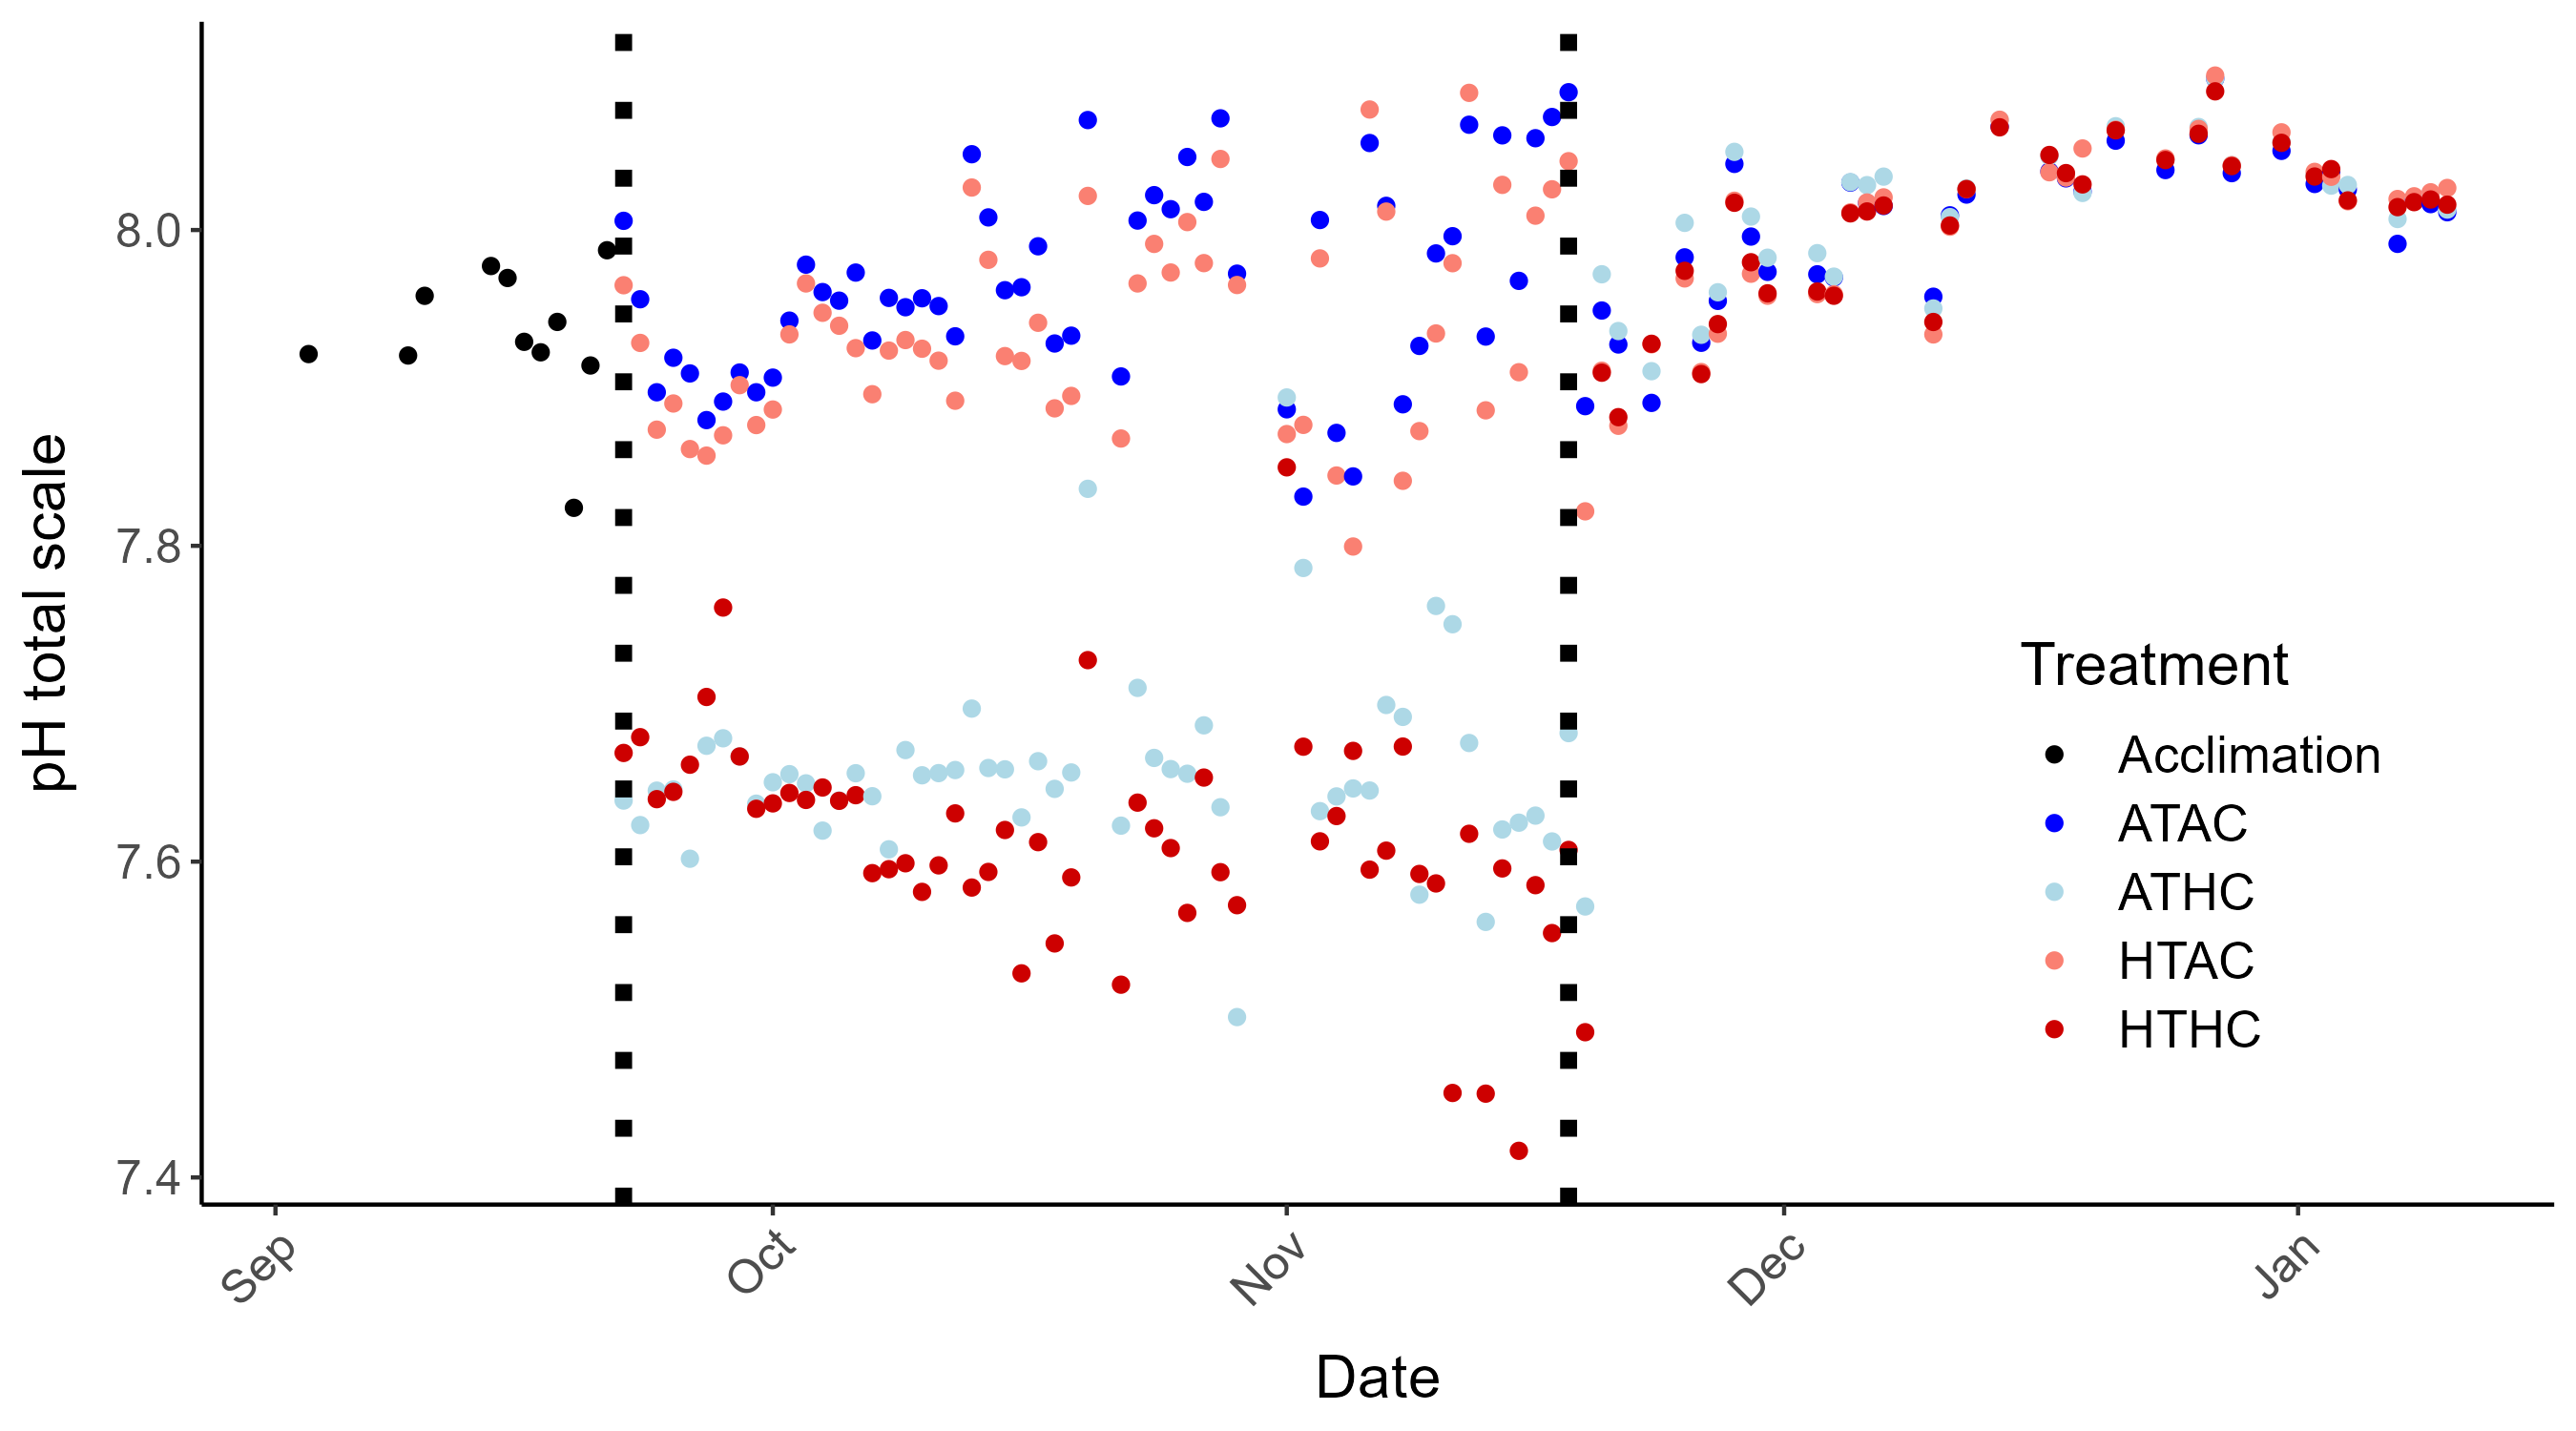 pH total scale
8.0
7.8
7.6
7.4
Sep
Oct
Nov
Dec
Jan
Date
Treatment
Acclimation
ATAC
ATHC
HTAC
HTHC